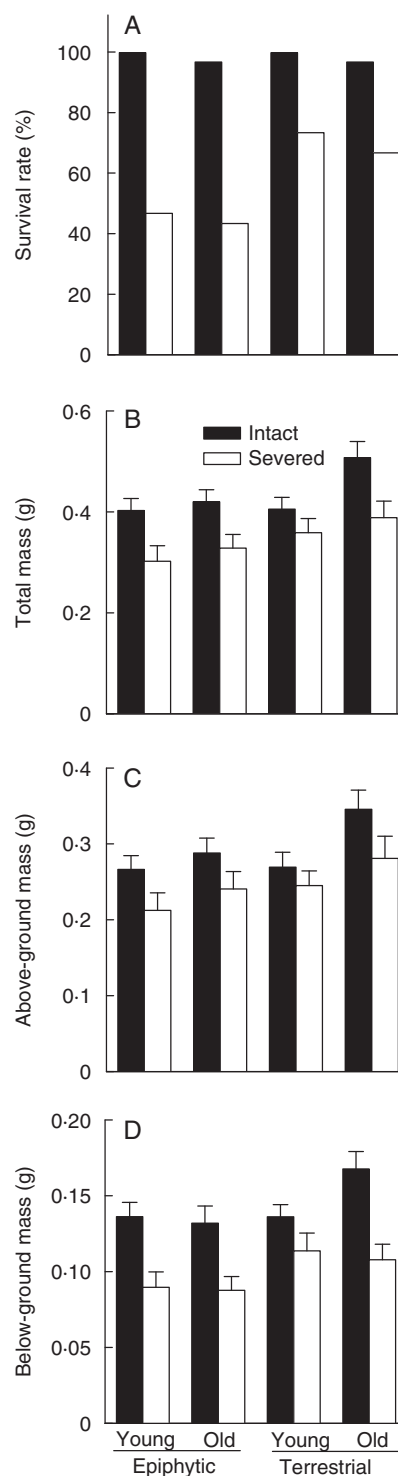 A
100
80
60
40
20
0
Survival rate (%)
B
0·6
0·4
0·2
0
Total mass (g)
Intact
Severed
C
0·4
0·3
0·2
0·1
0
Above-ground mass (g)
D
0·20
0·15
0·10
0·05
0
Below-ground mass (g)
Young Old Young Old
Epiphytic Terrestrial